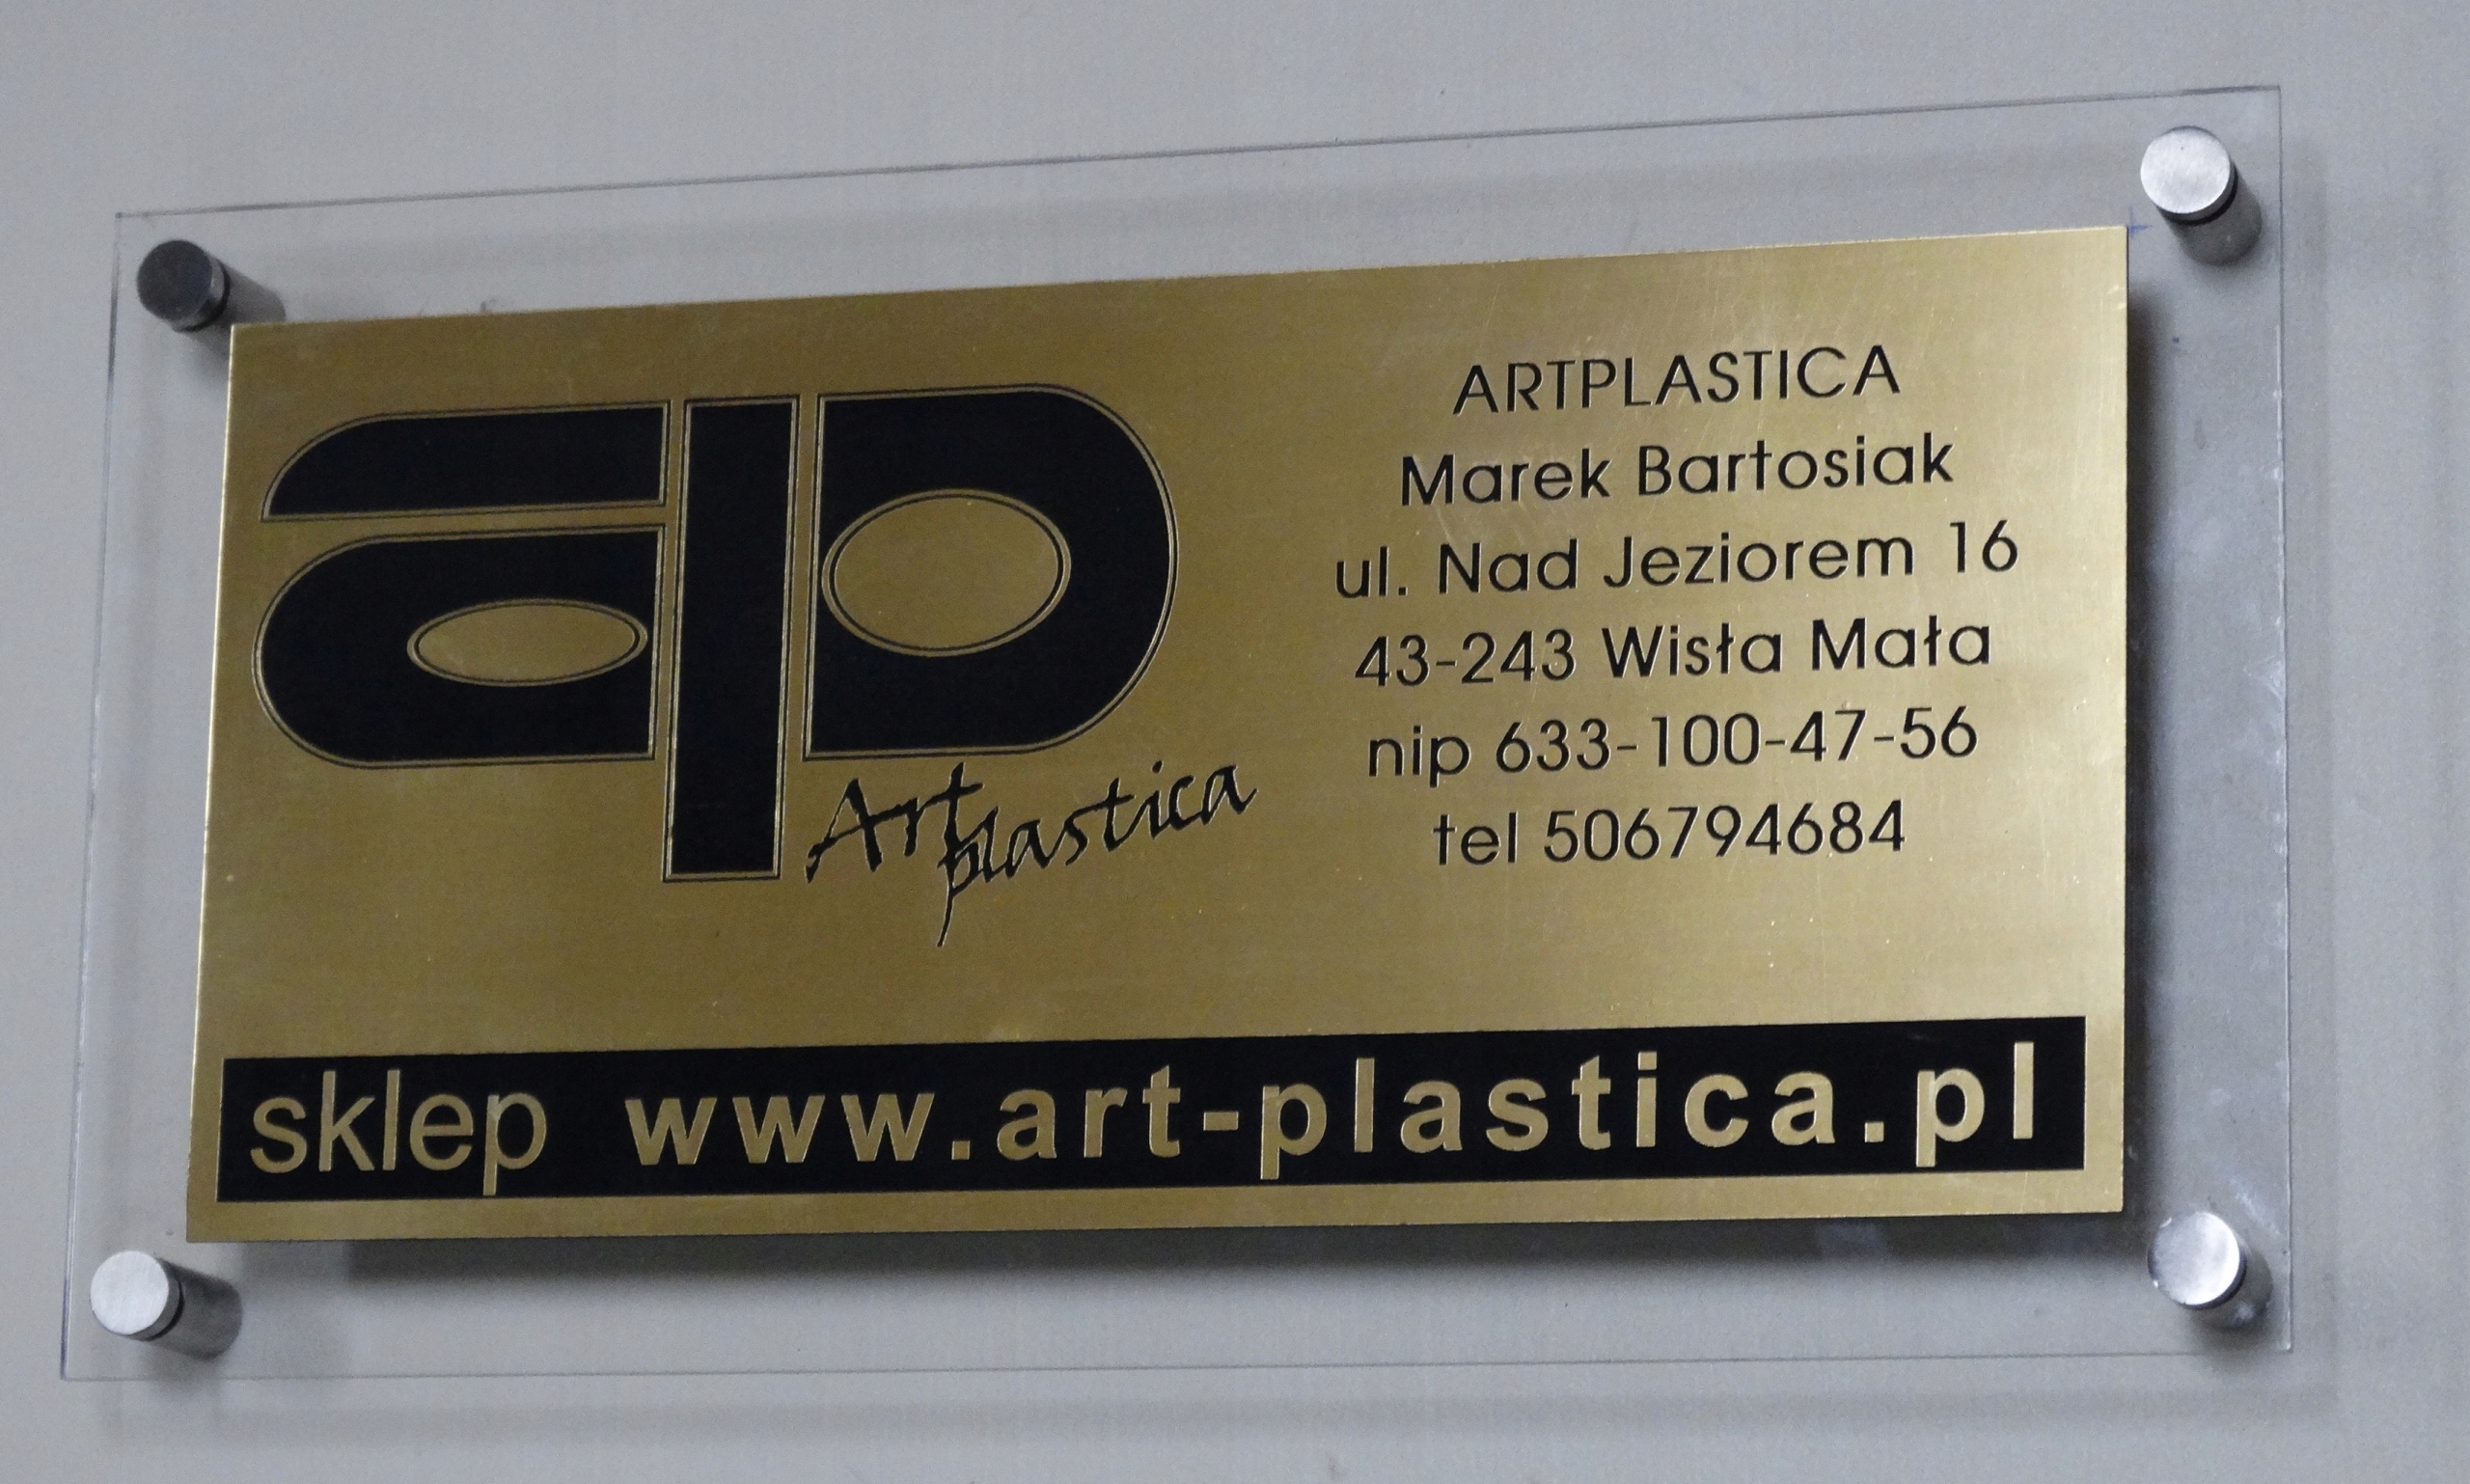 ap
Art
plastica
ARTPLASTICA
Marek Bartosiak
ul. Nad Jeziorem 16
43-243 Wisła Mała
nip 633-100-47-56
tel 506794684
sklep www.art-plastica.pl